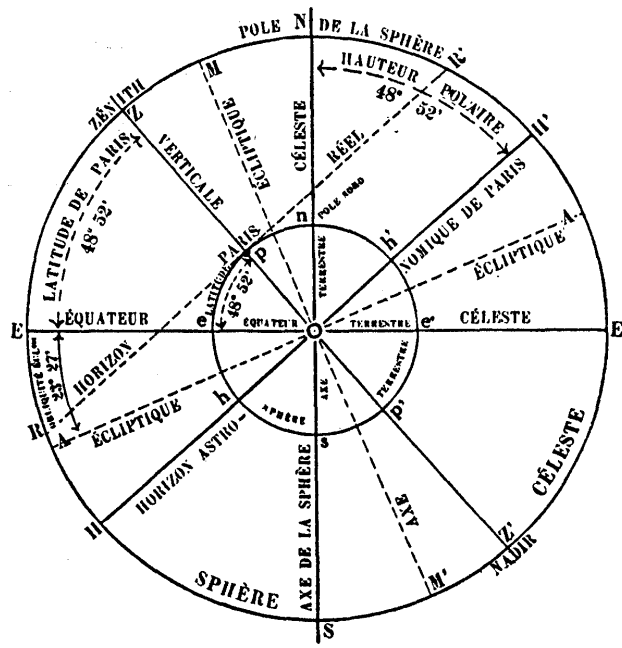 POLE N DE LA SPHÈRE
R'
ZÉNITH
Z
M
HAUTEUR POLAIRE
48° 52'
H'
LATITUDE DE PARIS
48° 52'
VERTICALE
ÉCLIPTIQUE
CÉLESTE
RÉEL
n
POLE NORD
HORIZON ASTRO-
NOMIQUE DE PARIS
PARIS
p
h'
A
ÉCLIPTIQUE
LATITUDE
48° 52'
TERRESTRE
E
ÉQUATEUR
e
ÉQUATEUR
O
TERRESTRE
e'
CÉLESTE
E
23° 27'
HORIZON
R
A
ÉCLIPTIQUE
h
SPHÈRE
AXE
TERRESTRE
p'
s
H
AXE DE LA SPHÈRE
AXE
CÉLESTE
SPHÈRE
M'
Z'
NADIR
S